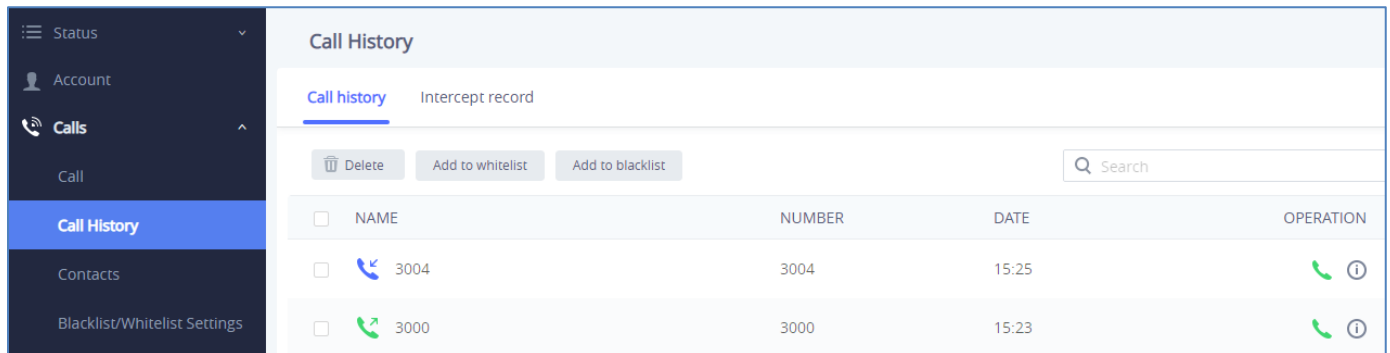 Status
Account
Calls
Call
Call History
Contacts
Blacklist/Whitelist Settings
Call History
Call history Intercept record
Delete Add to whitelist Add to blacklist Search
NAME NUMBER DATE OPERATION
3004 3004 15:25
3000 3000 15:23